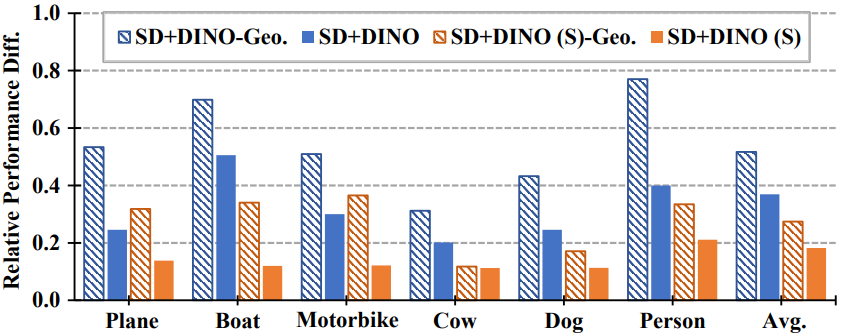 Relative Performance Diff.
1.0
0.8
0.6
0.4
0.2
0.0
SD+DINO-Geo. SD+DINO SD+DINO (S)-Geo. SD+DINO (S)
Plane Boat Motorbike Cow Dog Person Avg.